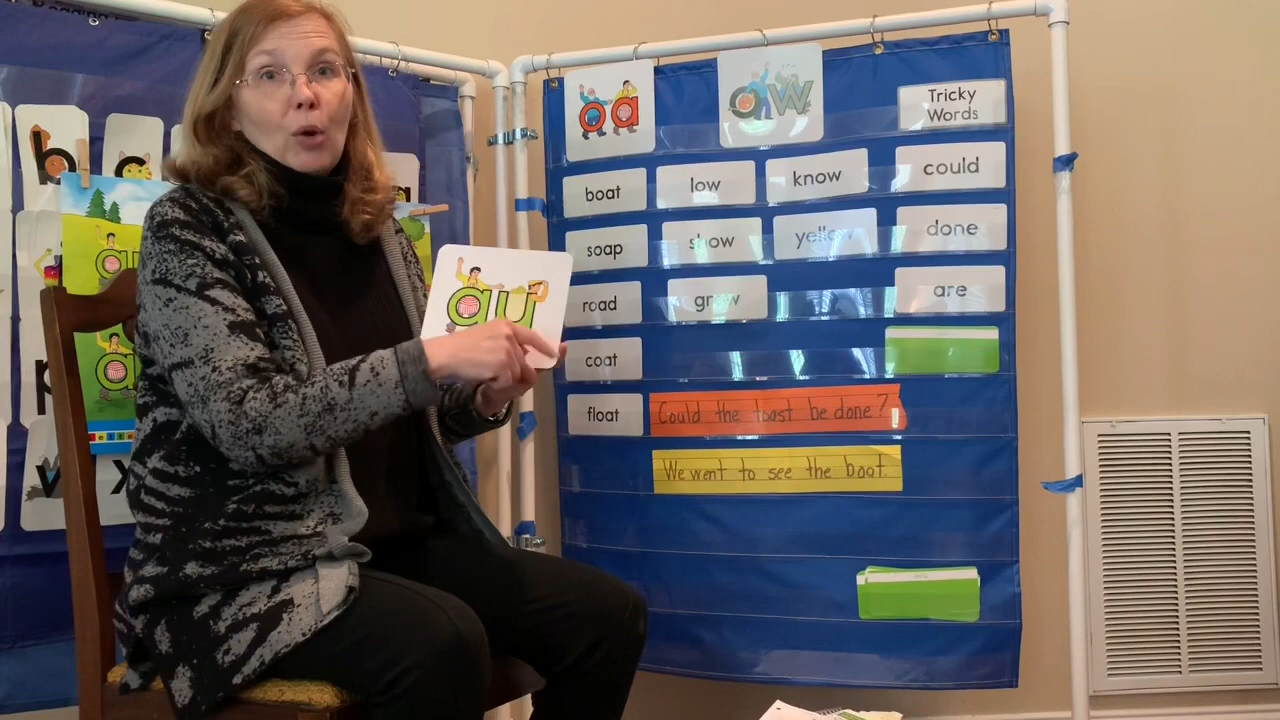 oa
ow
Tricky
Words
boat
low
know
could
soap
show
yellow
done
road
grow
are
coat
float
Could the toast be done?
We went to see the boat.
au
b
au
p
a
v
x